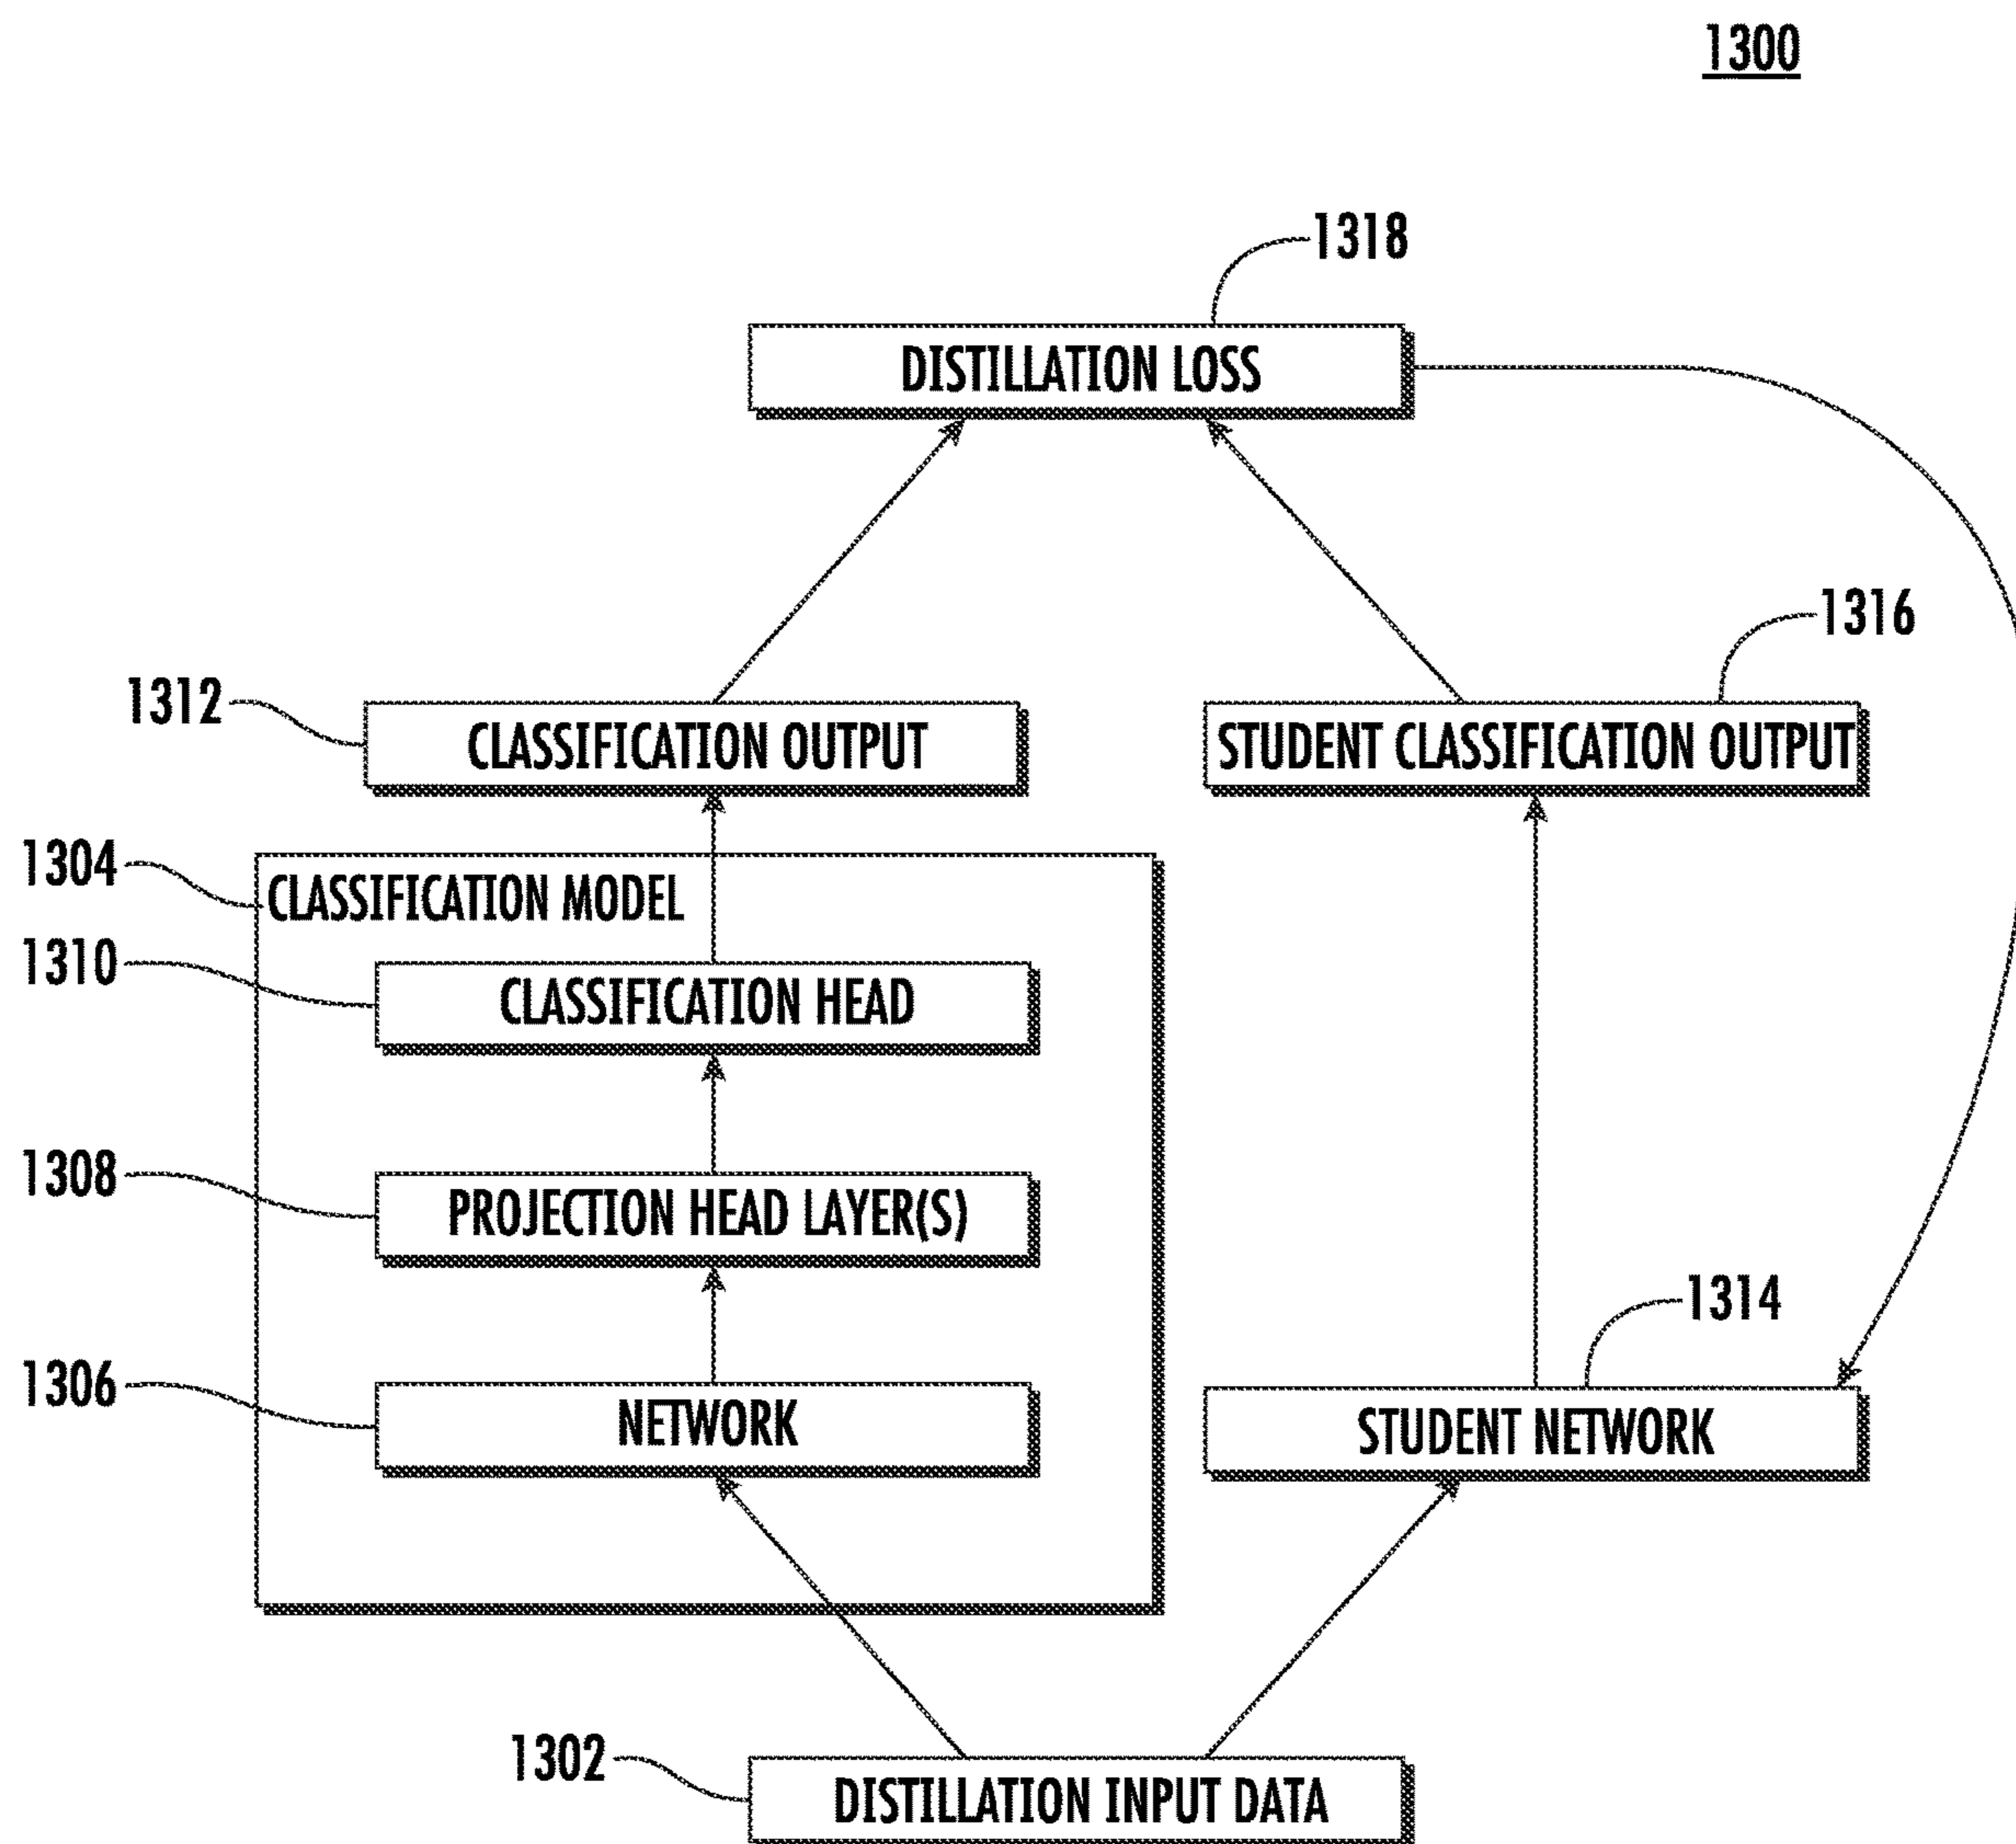 1300
1318
DISTILLATION LOSS
1316
1312
CLASSIFICATION OUTPUT
STUDENT CLASSIFICATION OUTPUT
1304
CLASSIFICATION MODEL
1310
CLASSIFICATION HEAD
1308
PROJECTION HEAD LAYER(S)
1314
1306
NETWORK
STUDENT NETWORK
1302
DISTILLATION INPUT DATA